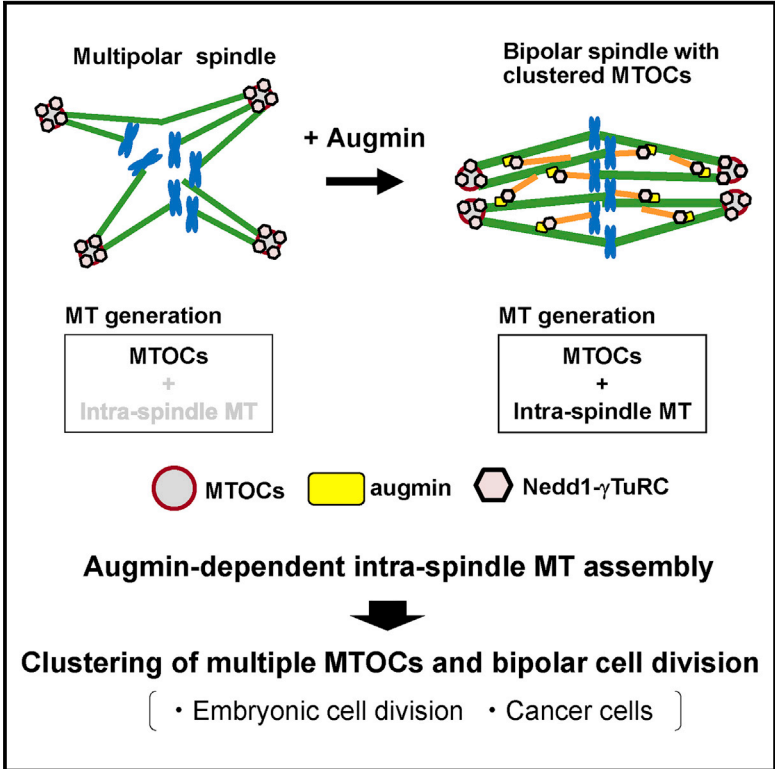 Multipolar spindle
Bipolar spindle with
clustered MTOCs
+ Augmin
MT generation
MTOCs
+
Intra-spindle MT
MT generation
MTOCs
+
Intra-spindle MT
MTOCs
augmin
Nedd1-γTuRC
Augmin-dependent intra-spindle MT assembly
Clustering of multiple MTOCs and bipolar cell division
・Embryonic cell division ・Cancer cells